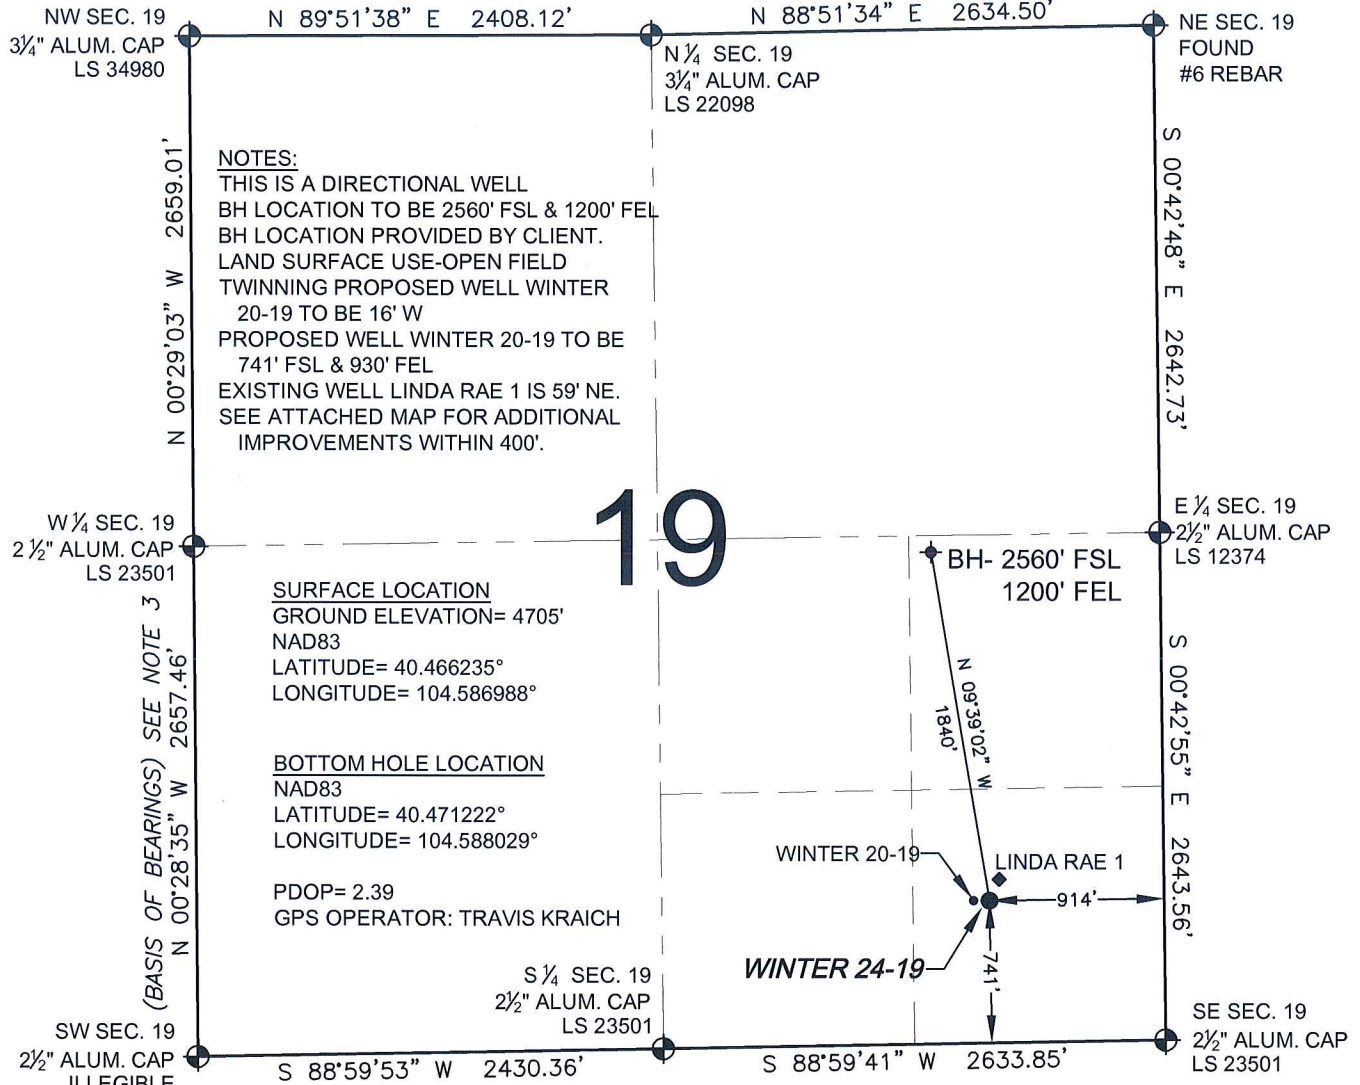 NW SEC. 19
3¼" ALUM. CAP
LS 34980
N 89°51'38" E 2408.12'
N ¼ SEC. 19
3¼" ALUM. CAP
LS 22098
N 88°51'34" E 2634.50'
NE SEC. 19
FOUND
#6 REBAR
N 00°29'03" W 2659.01'
NOTES:
THIS IS A DIRECTIONAL WELL
BH LOCATION TO BE 2560' FSL & 1200' FEL
BH LOCATION PROVIDED BY CLIENT.
LAND SURFACE USE-OPEN FIELD
TWINNING PROPOSED WELL WINTER
20-19 TO BE 16' W
PROPOSED WELL WINTER 20-19 TO BE
741' FSL & 930' FEL
EXISTING WELL LINDA RAE 1 IS 59' NE.
SEE ATTACHED MAP FOR ADDITIONAL
IMPROVEMENTS WITHIN 400'.
S 00°42'48" E 2642.73'
19
W ¼ SEC. 19
2 ½" ALUM. CAP
LS 23501
E ¼ SEC. 19
2½" ALUM. CAP
LS 12374
BH- 2560' FSL
1200' FEL
(BASIS OF BEARINGS) SEE NOTE 3
N 00°28'35" W 2657.46'
SURFACE LOCATION
GROUND ELEVATION= 4705'
NAD83
LATITUDE= 40.466235°
LONGITUDE= 104.586988°
BOTTOM HOLE LOCATION
NAD83
LATITUDE= 40.471222°
LONGITUDE= 104.588029°
PDOP= 2.39
GPS OPERATOR: TRAVIS KRAICH
N 09°39'02" W
1840'
S 00°42'55" E 2643.56'
WINTER 20-19
LINDA RAE 1
914'
WINTER 24-19
741'
S ¼ SEC. 19
2½" ALUM. CAP
LS 23501
SW SEC. 19
2½" ALUM. CAP
ILLEGIBLE
S 88°59'53" W 2430.36'
S 88°59'41" W 2633.85'
SE SEC. 19
2½" ALUM. CAP
LS 23501